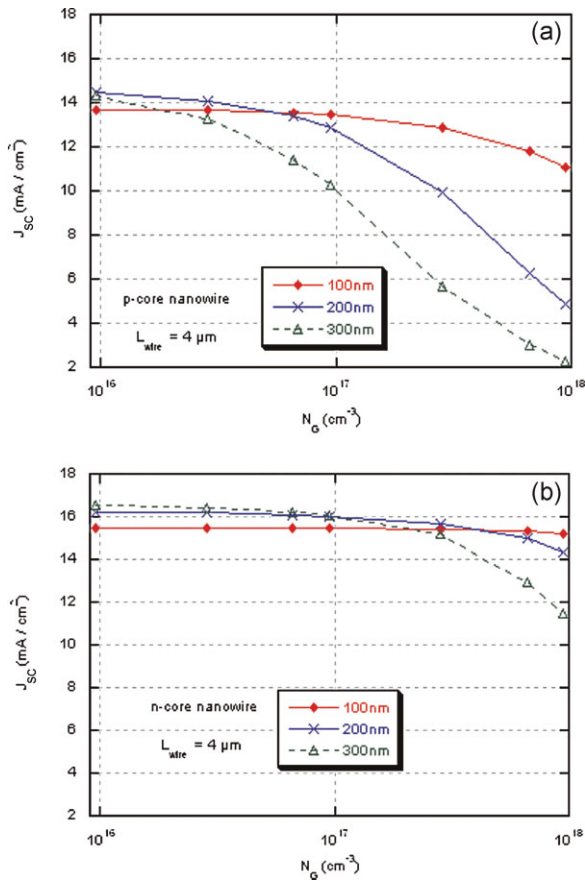 (a)
18
16
14
12
10
8
6
4
2
J_SC (mA / cm²)
p-core nanowire
L_wire = 4 µm
100nm
200nm
300nm
10^16
10^17
10^18
N_G (cm^-3)
(b)
18
16
14
12
10
8
6
4
2
J_SC (mA / cm²)
n-core nanowire
L_wire = 4 µm
100nm
200nm
300nm
10^16
10^17
10^18
N_G (cm^-3)